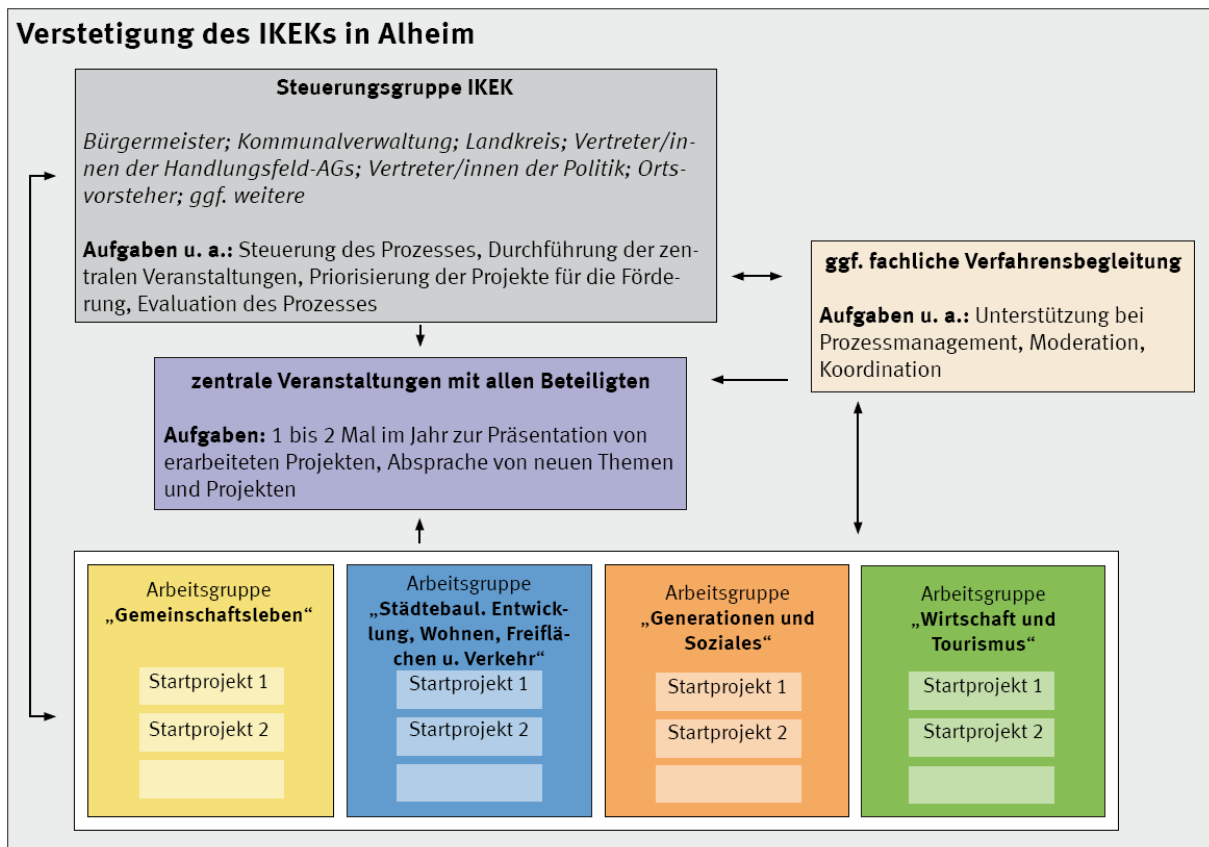 Verstetigung des IKEKs in Alheim
Steuerungsgruppe IKEK
Bürgermeister; Kommunalverwaltung; Landkreis; Vertreter/in-
nen der Handlungsfeld-AGs; Vertreter/innen der Politik; Orts-
vorsteher; ggf. weitere
Aufgaben u. a.: Steuerung des Prozesses, Durchführung der zen-
tralen Veranstaltungen, Priorisierung der Projekte für die Förde-
rung, Evaluation des Prozesses
ggf. fachliche Verfahrensbegleitung
Aufgaben u. a.: Unterstützung bei
Prozessmanagement, Moderation,
Koordination
zentrale Veranstaltungen mit allen Beteiligten
Aufgaben: 1 bis 2 Mal im Jahr zur Präsentation von
erarbeiteten Projekten, Absprache von neuen Themen
und Projekten
Arbeitsgruppe
„Gemeinschaftsleben“
Startprojekt 1
Startprojekt 2
Arbeitsgruppe
„Städtebaul. Entwick-
lung, Wohnen, Freiflä-
chen u. Verkehr“
Startprojekt 1
Startprojekt 2
Arbeitsgruppe
„Generationen und
Soziales“
Startprojekt 1
Startprojekt 2
Arbeitsgruppe
„Wirtschaft und
Tourismus“
Startprojekt 1
Startprojekt 2